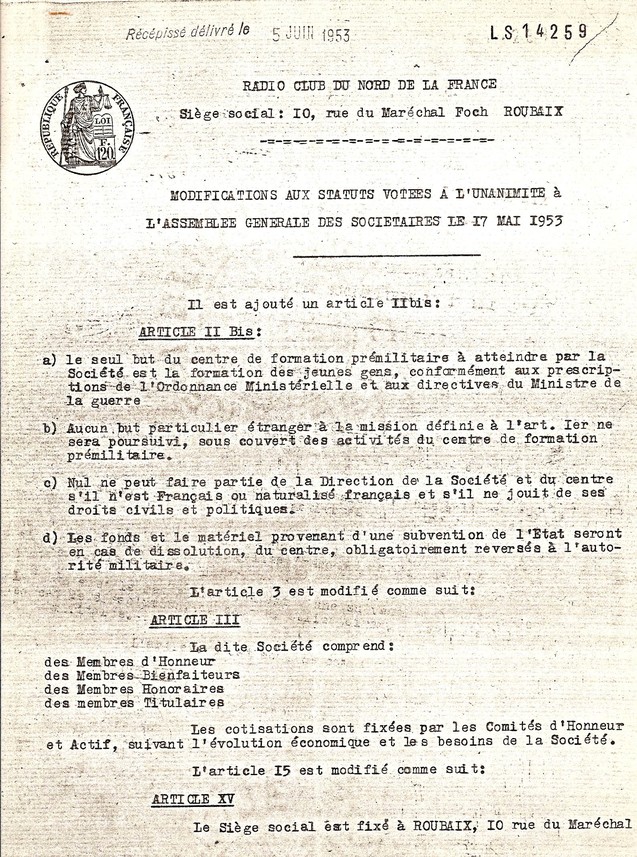 Récépissé délivré le 5 JUIN 1953 LS14259
RADIO CLUB DU NORD DE LA FRANCE
Siège social: IO, rue du Maréchal Foch ROUBAIX
RÉPUBLIQUE FRANÇAISE
LOI
F.
120
MODIFICATIONS AUX STATUTS VOTEES A L'UNANIMITE à
L'ASSEMBLEE GENERALE DES SOCIETAIRES LE I7 MAI I953
Il est ajouté un article IIbis:
ARTICLE II Bis:
a) le seul but du centre de formation prémilitaire à atteindre par la
Société est la formation des jeunes gens, conformément aux prescrip-
tions de l'Ordonnance Ministérielle et aux directives du Ministre de
la guerre
b) Aucun but particulier étranger à la mission définie à l'art. Ier ne
sera poursuivi, sous couvert des activités du centre de formation
prémilitaire.
c) Nul ne peut faire partie de la Direction de la Société et du centre
s'il n'est Français ou naturalisé français et s'il ne jouit de ses
droits civils et politiques.
d) Les fonds et le matériel provenant d'une subvention de l'Etat seront
en cas de dissolution, du centre, obligatoirement reversés à l'auto-
rité militaire.
L'article 3 est modifié comme suit:
ARTICLE III
La dite Société comprend:
des Membres d'Honneur
des Membres Bienfaiteurs
des Membres Honoraires
des membres Titulaires
Les cotisations sont fixées par les Comités d'Honneur
et Actif, suivant l'évolution économique et les besoins de la Société.
L'article I5 est modifié comme suit:
ARTICLE XV
Le Siège social est fixé à ROUBAIX, IO rue du Maréchal